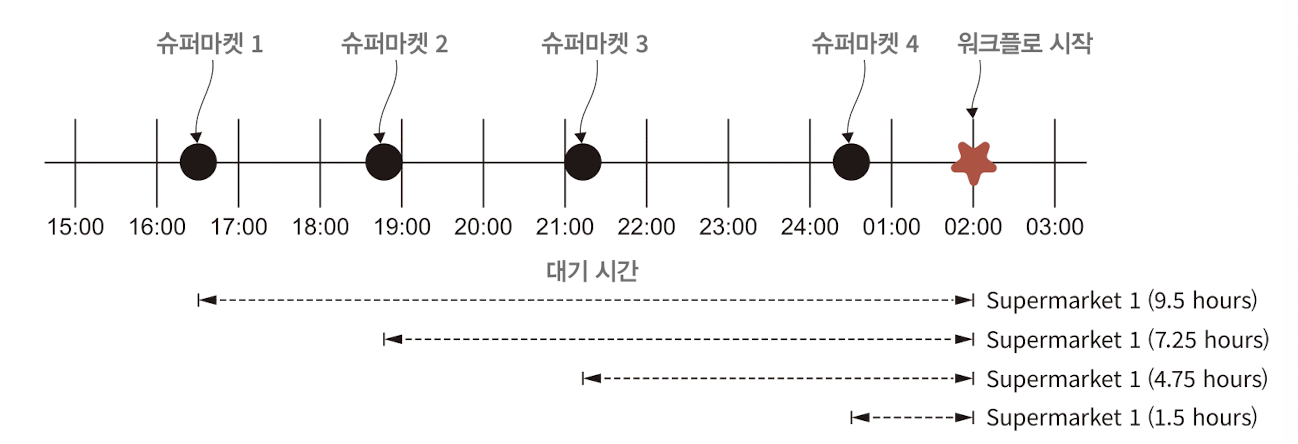 슈퍼마켓 1 슈퍼마켓 2 슈퍼마켓 3 슈퍼마켓 4 워크플로 시작
15:00 16:00 17:00 18:00 19:00 20:00 21:00 22:00 23:00 24:00 01:00 02:00 03:00
대기 시간
Supermarket 1 (9.5 hours)
Supermarket 1 (7.25 hours)
Supermarket 1 (4.75 hours)
Supermarket 1 (1.5 hours)